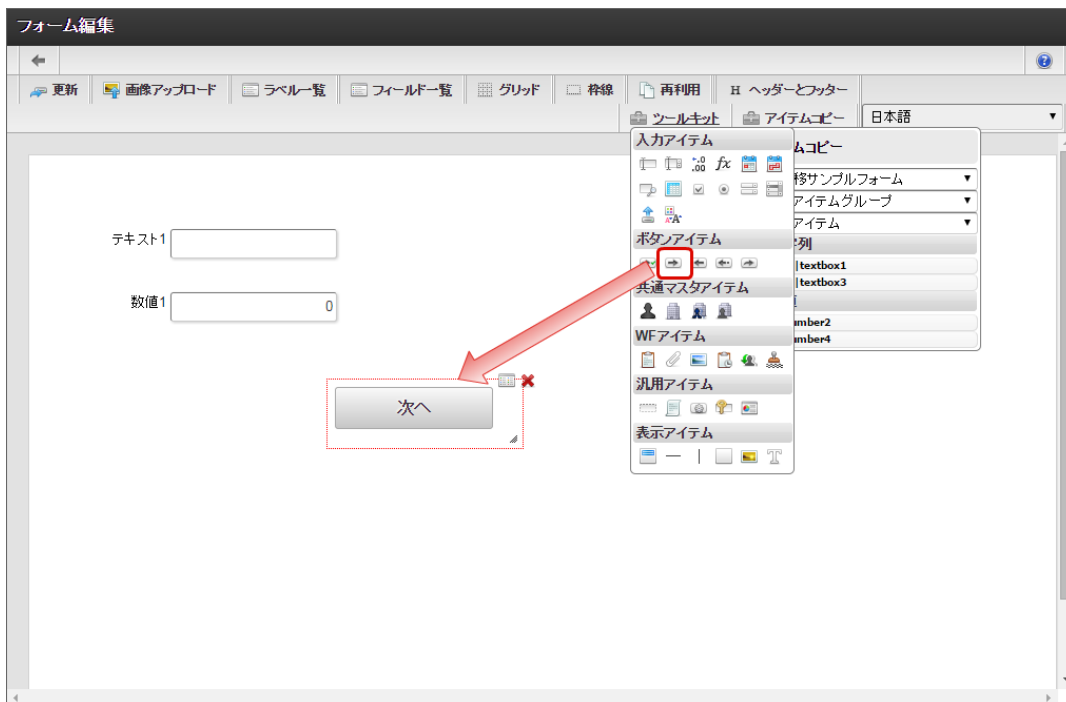 フォーム編集
更新 画像アップロード ラベル一覧 フィールド一覧 グリッド 枠線 再利用 H ヘッダーとフッター
ツールキット アイテムコピー 日本語
入力アイテム
ムコピー
移サンプルフォーム
アイテムグループ
アイテム
テキスト1
ボタンアイテム
列
textbox1
textbox3
共通マスタアイテム
数値1 0
umber2
umber4
WFアイテム
次へ
汎用アイテム
表示アイテム